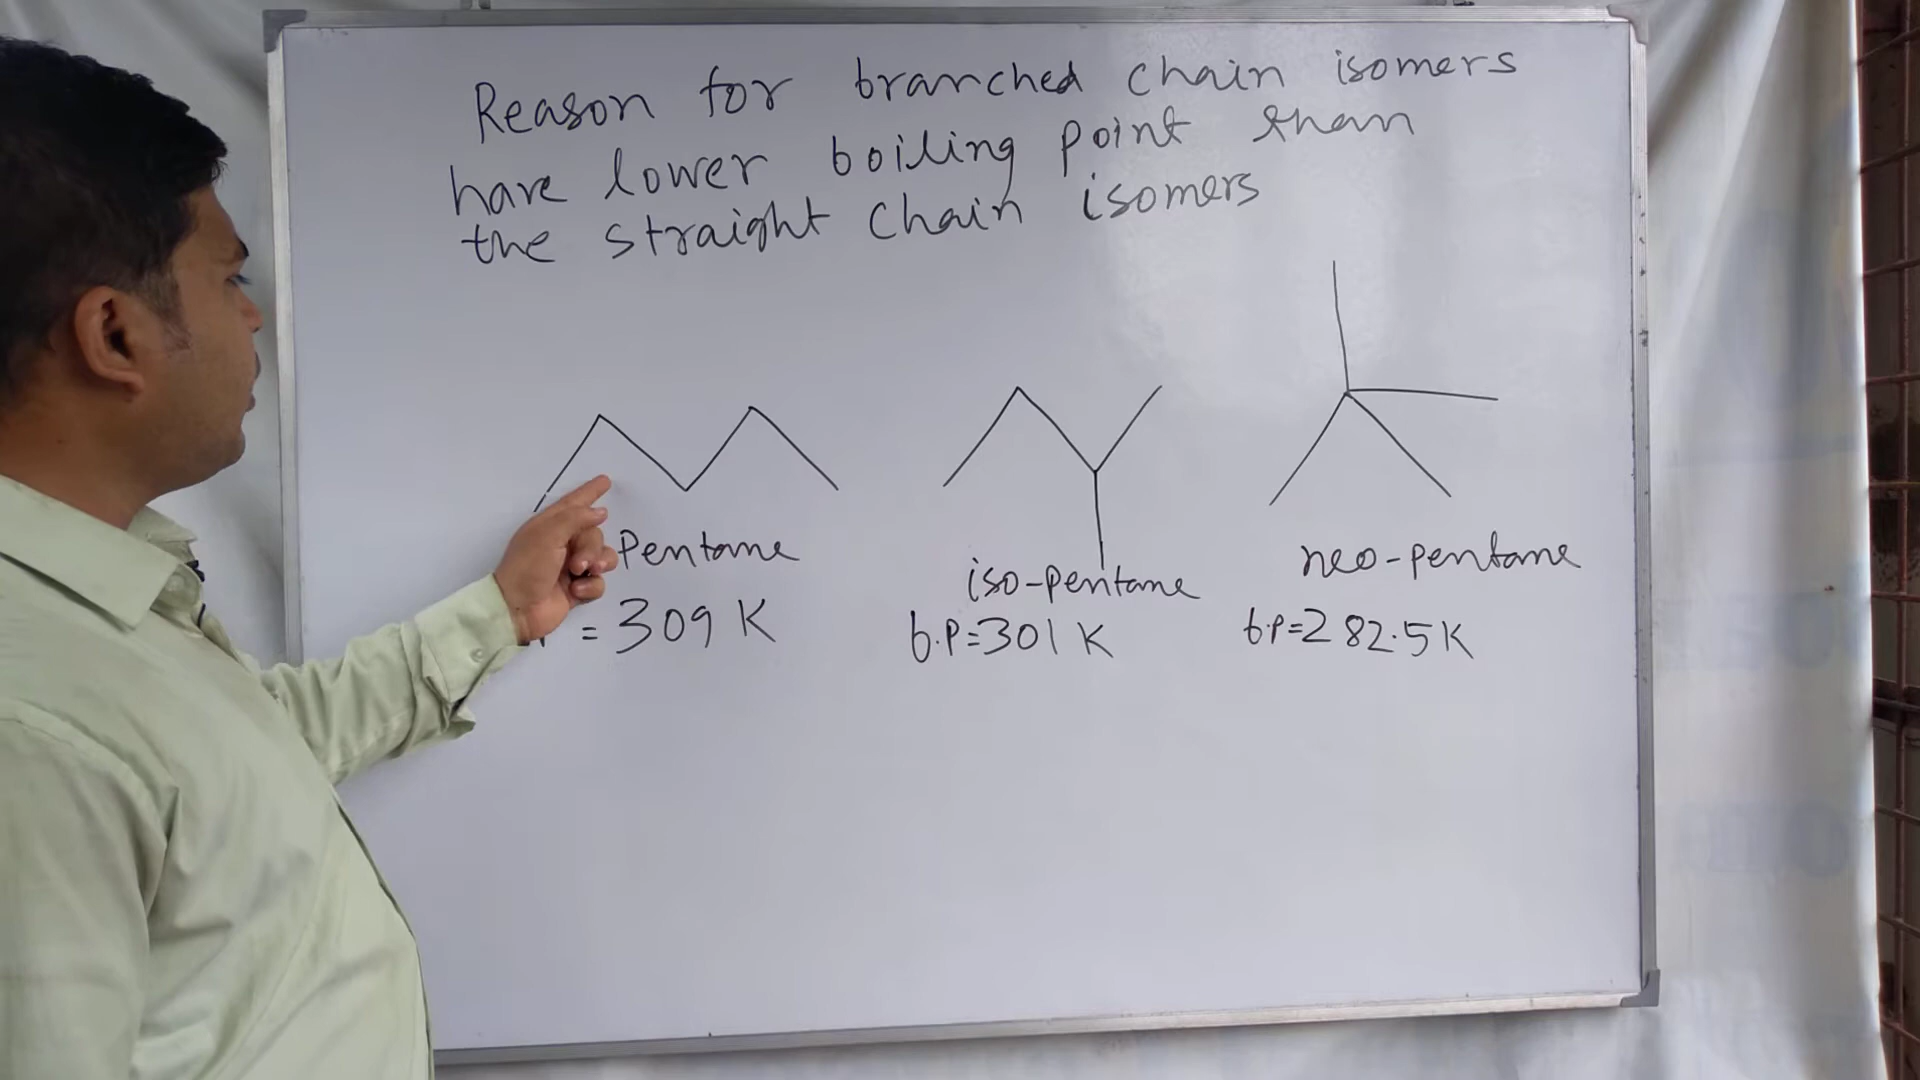 Reason for branched chain isomers
have lower boiling point than
the straight chain isomers
Pentane
= 309 K
iso-pentane
b.P=301 K
neo-pentane
b.P=282.5K